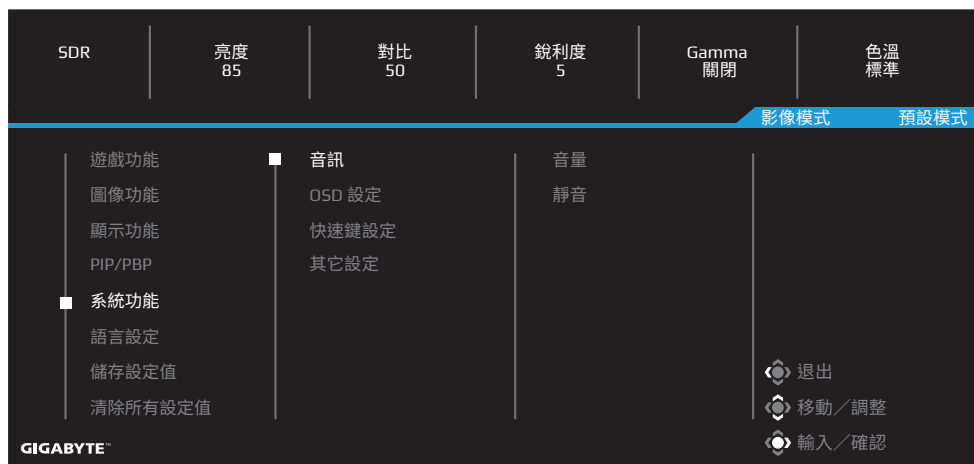 SDR
亮度
85
對比
50
銳利度
5
Gamma
關閉
色溫
標準
影像模式 預設模式
遊戲功能
圖像功能
顯示功能
PIP/PBP
系統功能
語言設定
儲存設定值
清除所有設定值
音訊
OSD 設定
快速鍵設定
其它設定
音量
靜音
退出
移動／調整
輸入／確認
GIGABYTE™